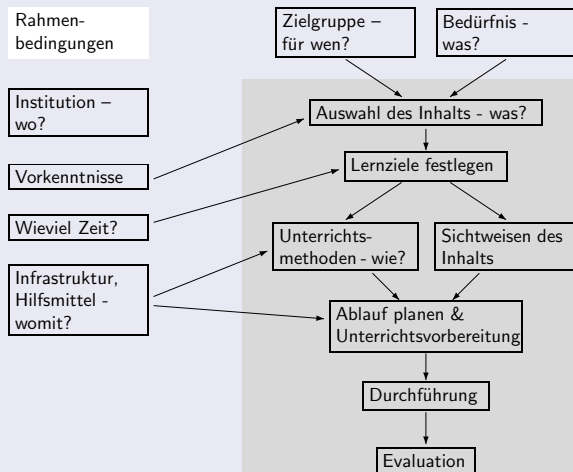 Rahmen-
bedingungen
Zielgruppe –
für wen?
Bedürfnis -
was?
Institution –
wo?
Auswahl des Inhalts - was?
Vorkenntnisse
Lernziele festlegen
Wieviel Zeit?
Unterrichts-
methoden - wie?
Sichtweisen des
Inhalts
Infrastruktur,
Hilfsmittel -
womit?
Ablauf planen &
Unterrichtsvorbereitung
Durchführung
Evaluation